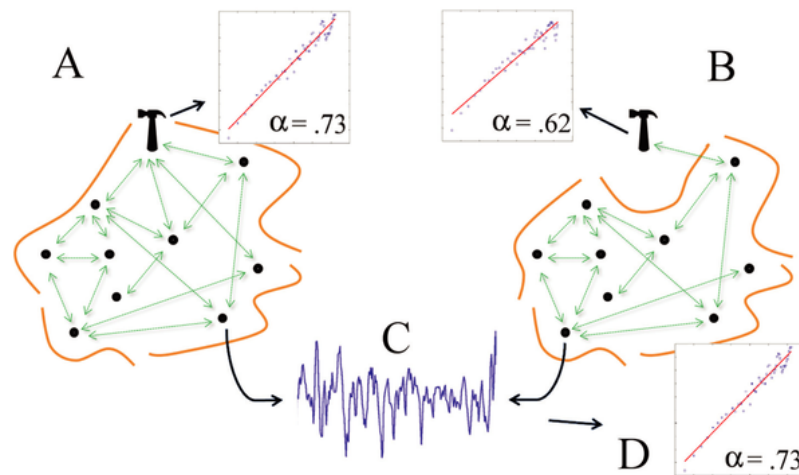 A
α = .73
α = .62
B
C
D
α = .73